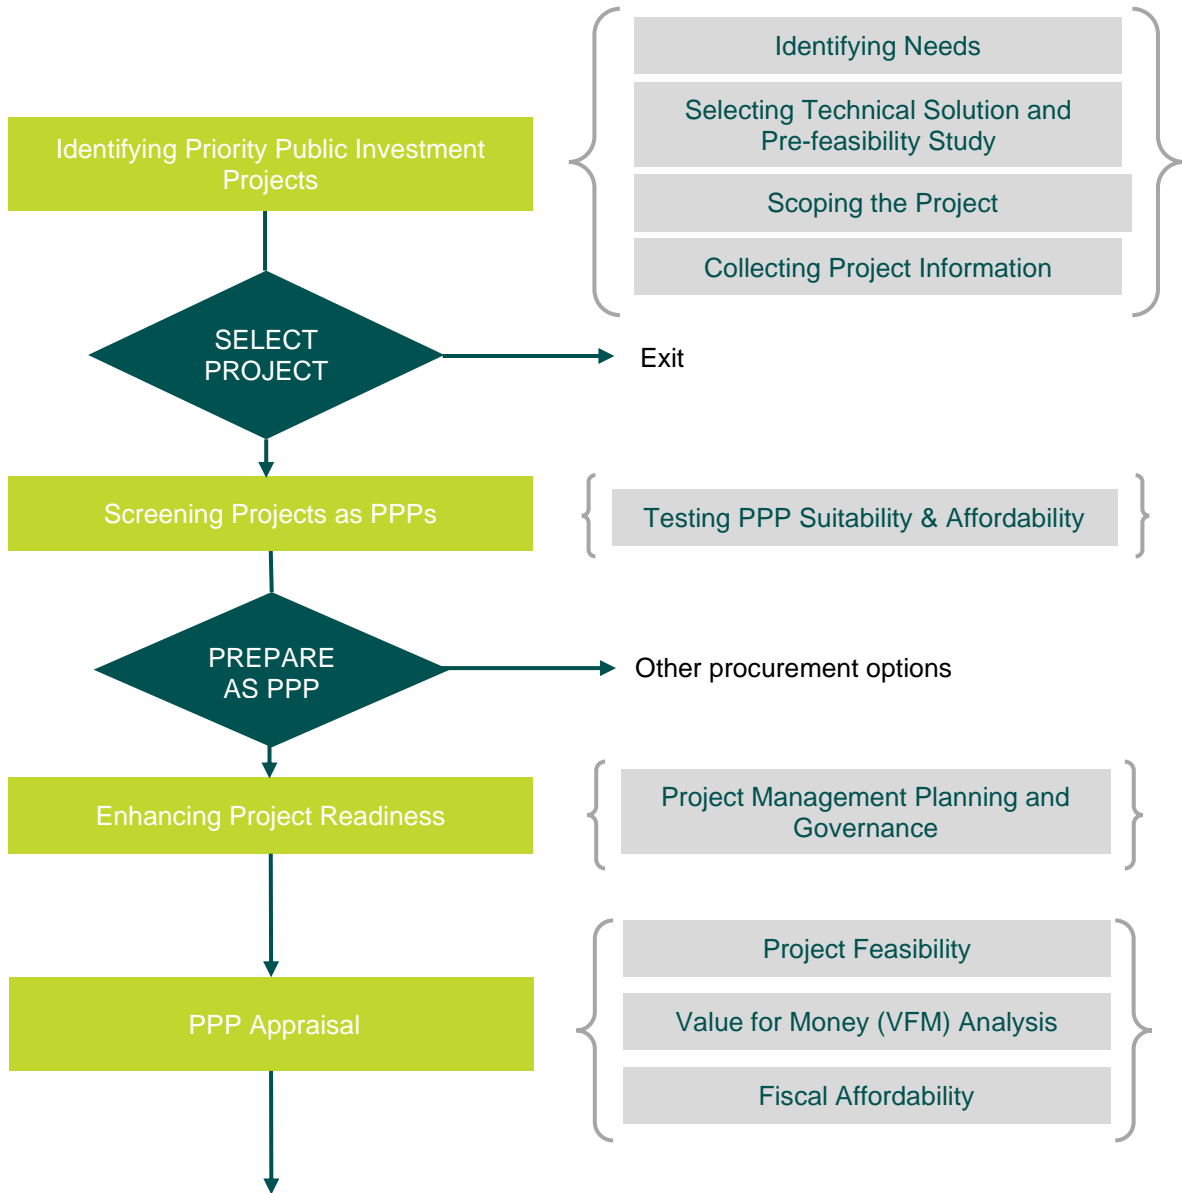 Identifying Priority Public Investment
Projects
Identifying Needs
Selecting Technical Solution and
Pre-feasibility Study
Scoping the Project
Collecting Project Information
SELECT
PROJECT
Exit
Screening Projects as PPPs
Testing PPP Suitability & Affordability
PREPARE
AS PPP
Other procurement options
Enhancing Project Readiness
Project Management Planning and
Governance
PPP Appraisal
Project Feasibility
Value for Money (VFM) Analysis
Fiscal Affordability